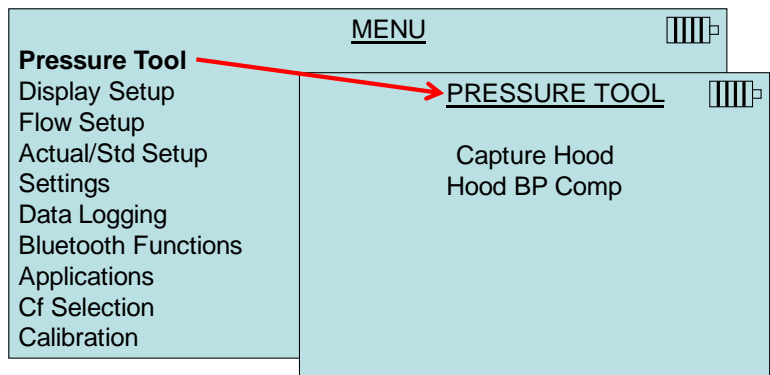 MENU
Pressure Tool
Display Setup
Flow Setup
Actual/Std Setup
Settings
Data Logging
Bluetooth Functions
Applications
Cf Selection
Calibration
PRESSURE TOOL
Capture Hood
Hood BP Comp